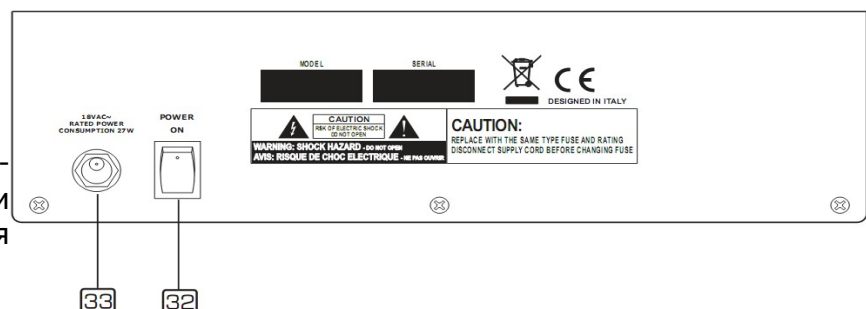 MODEL
SERIAL
CE
DESIGNED IN ITALY
18VAC~
RATED POWER
CONSUMPTION 27W
POWER
ON
CAUTION
RISK OF ELECTRIC SHOCK
DO NOT OPEN
WARNING: SHOCK HAZARD - DO NOT OPEN
AVIS: RISQUE DE CHOC ELECTRIQUE - NE PAS OUVRIR
CAUTION:
REPLACE WITH THE SAME TYPE FUSE AND RATING
DISCONNECT SUPPLY CORD BEFORE CHANGING FUSE
и
я
33
32